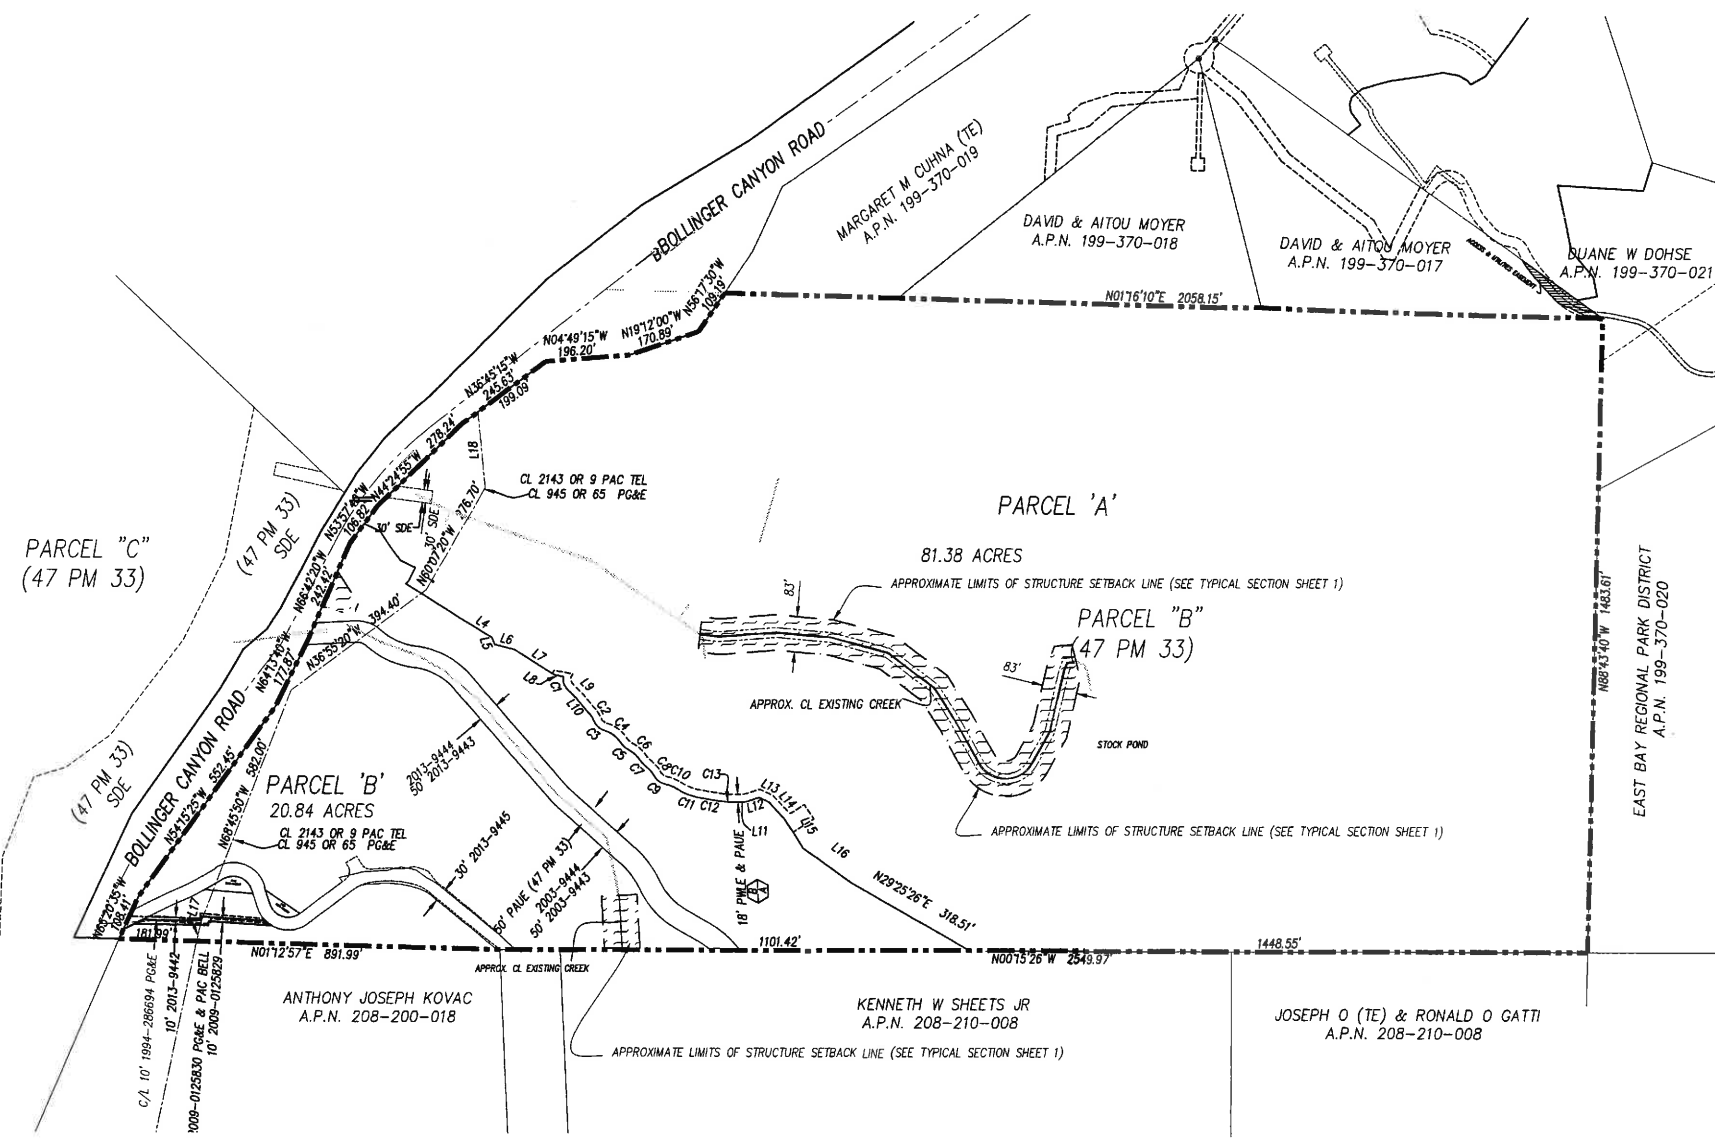 BOLLINGER CANYON ROAD
MARGARET M CUHNA (TE)
A.P.N. 199-370-019
DAVID & AITOU MOYER
A.P.N. 199-370-018
DAVID & AITOU MOYER
A.P.N. 199-370-017
ACCESS & UTILITIES EASEMENT
DUANE W DOHSE
A.P.N. 199-370-021
N01°16'10"E 2058.15'
N56°17'30"W
109.19'
N19°12'00"W
170.89'
N04°49'15"W
196.20'
N36°45'15"W
245.63'
199.09'
N44°24'55"W 278.24'
L18
CL 2143 OR 9 PAC TEL
CL 945 OR 65 PG&E
N53°57'48"W
106.82'
30' SDE
30' SDE
N60°07'20"W 276.70'
(47 PM 33)
SDE
PARCEL "C"
(47 PM 33)
PARCEL 'A'
81.38 ACRES
APPROXIMATE LIMITS OF STRUCTURE SETBACK LINE (SEE TYPICAL SECTION SHEET 1)
83'
PARCEL "B"
(47 PM 33)
83'
APPROX. CL EXISTING CREEK
STOCK POND
APPROXIMATE LIMITS OF STRUCTURE SETBACK LINE (SEE TYPICAL SECTION SHEET 1)
N88°43'40"W 1483.61'
EAST BAY REGIONAL PARK DISTRICT
A.P.N. 199-370-020
N66°42'20"W
242.42'
N36°55'20"W 394.40'
N64°13'40"W
177.87'
L4
L5
L6
L7
L8
C1
L9
L10
C2
C3
C4
C5
C6
C7
C8
C9
C10
C11
C12
C13
L11
L12
L13
L14
L15
L16
N29°25'26"E 318.51'
(47 PM 33)
SDE
BOLLINGER CANYON ROAD
N54°15'25"W 552.45'
N68°45'50"W 592.00'
PARCEL 'B'
20.84 ACRES
CL 2143 OR 9 PAC TEL
CL 945 OR 65 PG&E
2013-9444
50' 2013-9443
30' 2013-9445
50' PAUE (47 PM 33)
2003-9444
50' 2003-9443
18' PWLE & PAUE
B
A
108.41'
L17
181.99'
N01°12'57"E 891.99'
1101.42'
N00°15'26"W 2549.97'
1448.55'
APPROX. CL EXISTING CREEK
C/L 10' 1994-286694 PG&E
10' 2013-9442
2009-0125830 PG&E & PAC BELL
10' 2009-0125829
ANTHONY JOSEPH KOVAC
A.P.N. 208-200-018
KENNETH W SHEETS JR
A.P.N. 208-210-008
JOSEPH O (TE) & RONALD O GATTI
A.P.N. 208-210-008
APPROXIMATE LIMITS OF STRUCTURE SETBACK LINE (SEE TYPICAL SECTION SHEET 1)